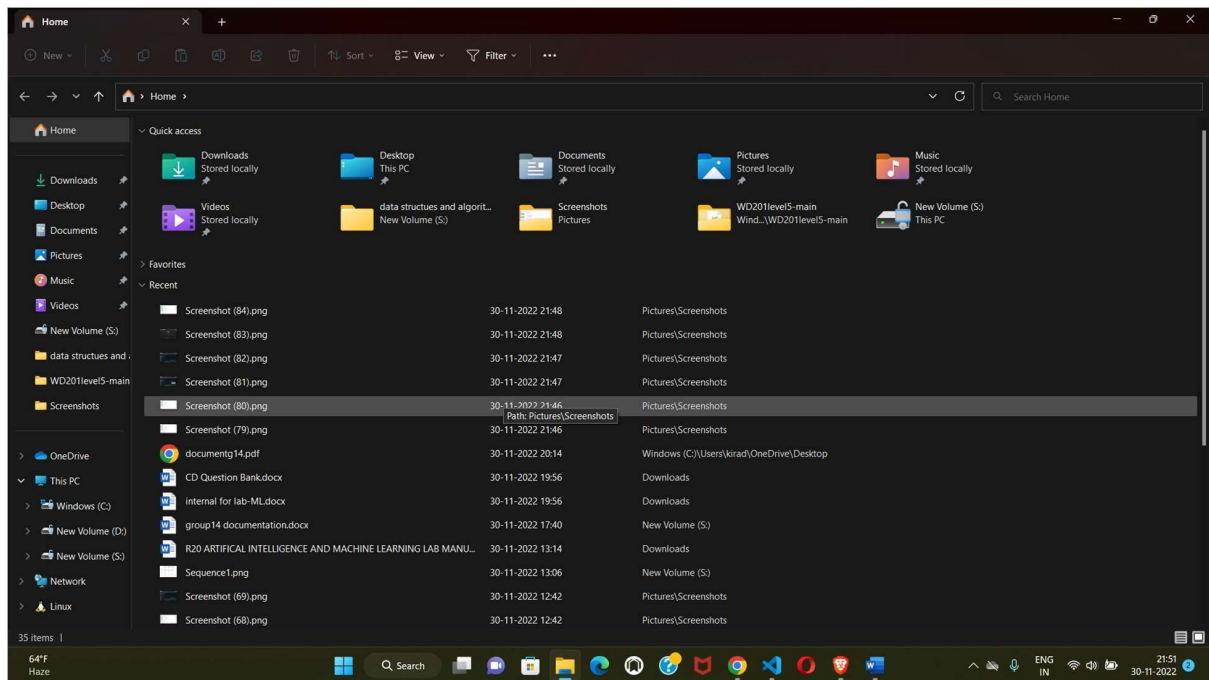 Home
New Sort View Filter
Home Search Home
Home
Downloads
Desktop
Documents
Pictures
Music
Videos
New Volume (S:)
data structues and
WD201level5-main
Screenshots
OneDrive
This PC
Windows (C:)
New Volume (D:)
New Volume (S:)
Network
Linux
Quick access
Downloads
Stored locally
Desktop
This PC
Documents
Stored locally
Pictures
Stored locally
Music
Stored locally
Videos
Stored locally
data structues and algorit...
New Volume (S:)
Screenshots
Pictures
WD201level5-main
Wind...\WD201level5-main
New Volume (S:)
This PC
Favorites
Recent
Screenshot (84).png 30-11-2022 21:48 Pictures\Screenshots
Screenshot (83).png 30-11-2022 21:48 Pictures\Screenshots
Screenshot (82).png 30-11-2022 21:47 Pictures\Screenshots
Screenshot (81).png 30-11-2022 21:47 Pictures\Screenshots
Screenshot (80).png 30-11-2022 21:46 Pictures\Screenshots
Path: Pictures\Screenshots
Screenshot (79).png 30-11-2022 21:46 Pictures\Screenshots
documentg14.pdf 30-11-2022 20:14 Windows (C:)\Users\kirad\OneDrive\Desktop
CD Question Bank.docx 30-11-2022 19:56 Downloads
internal for lab-ML.docx 30-11-2022 19:56 Downloads
group14 documentation.docx 30-11-2022 17:40 New Volume (S:)
R20 ARTIFICAL INTELLIGENCE AND MACHINE LEARNING LAB MANU... 30-11-2022 13:14 Downloads
Sequence1.png 30-11-2022 13:06 New Volume (S:)
Screenshot (69).png 30-11-2022 12:42 Pictures\Screenshots
Screenshot (68).png 30-11-2022 12:42 Pictures\Screenshots
35 items
64°F
Haze
Search
ENG
IN
21:51
30-11-2022
2